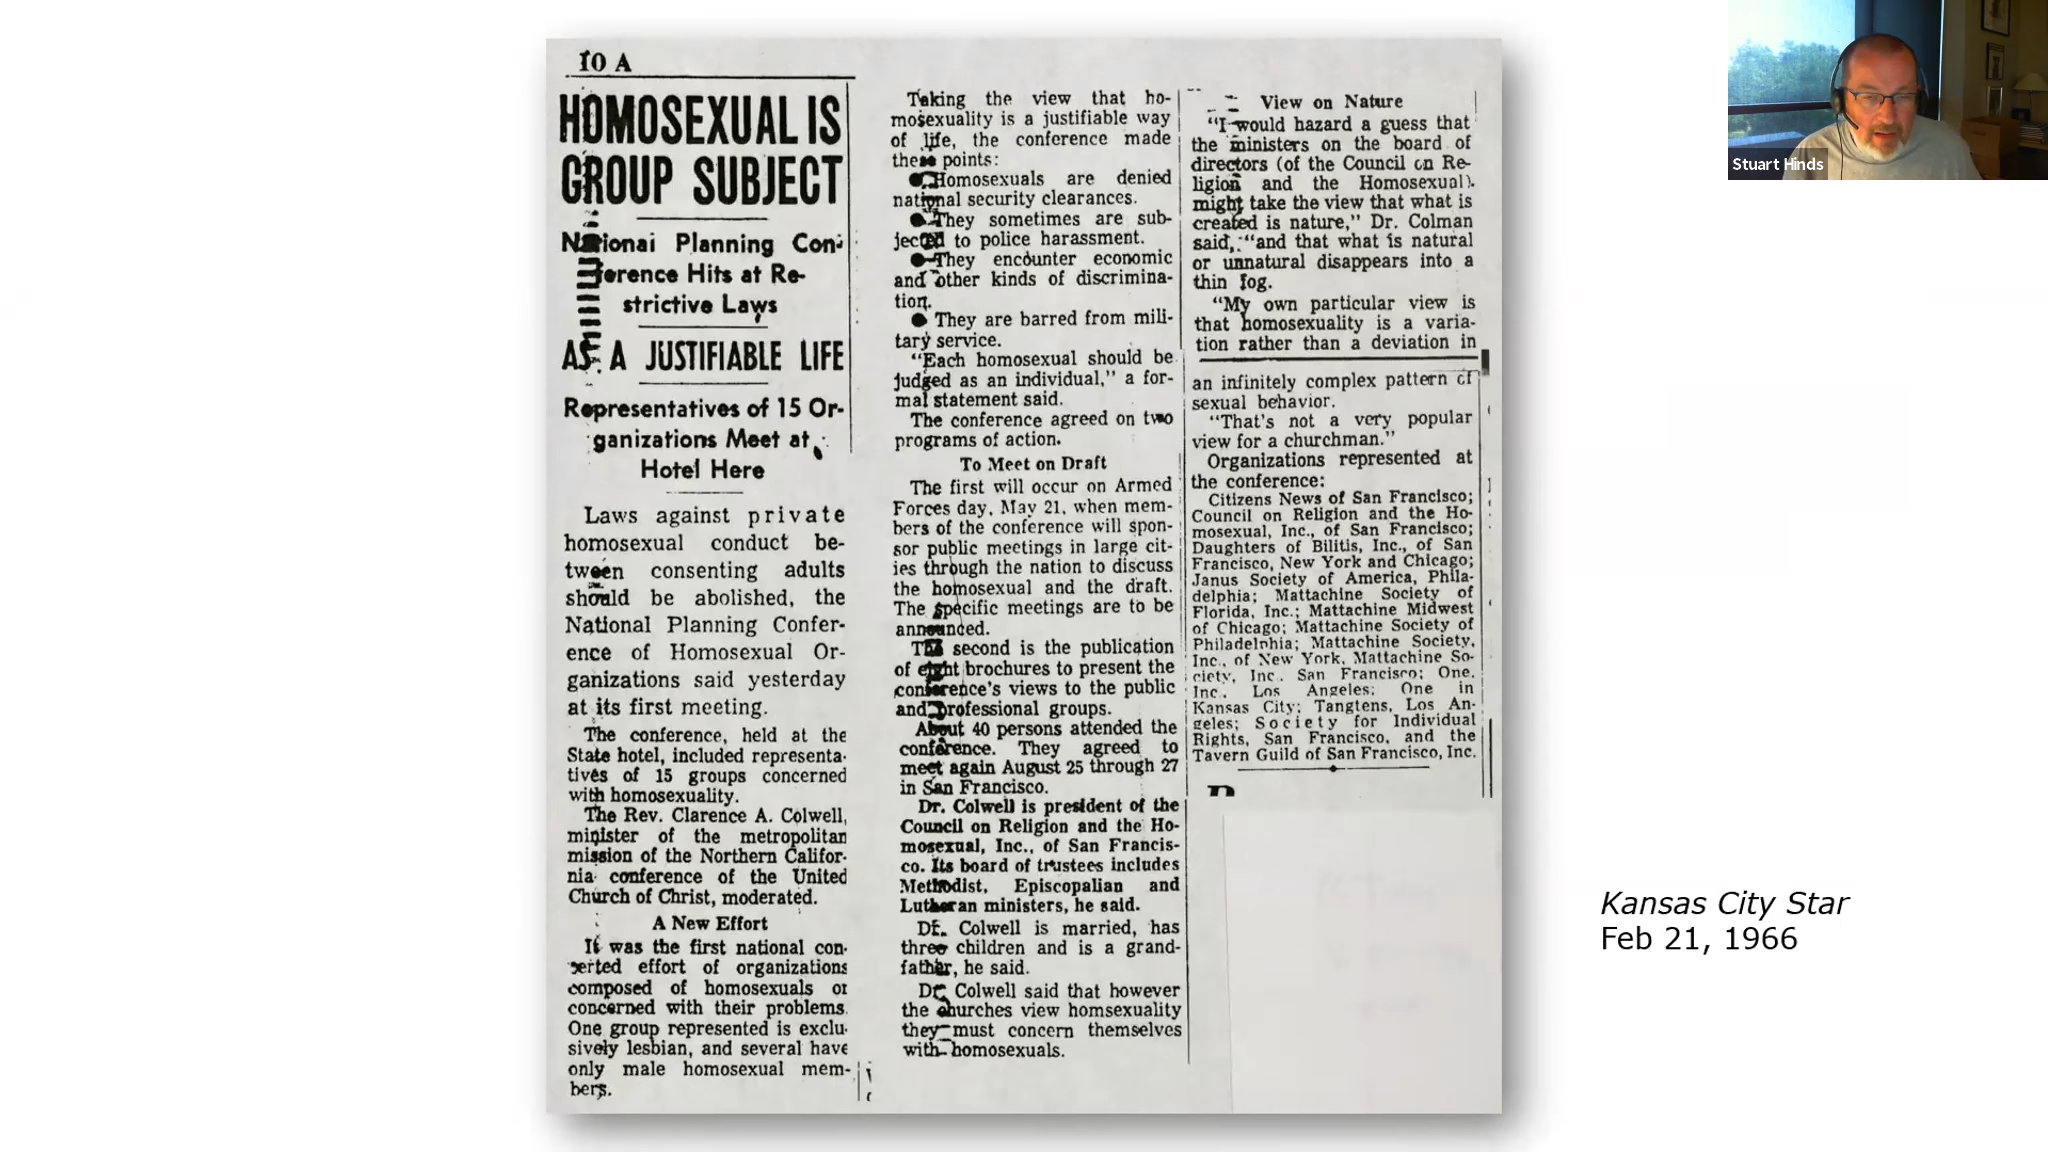 10 A
HOMOSEXUAL IS
GROUP SUBJECT
National Planning Con-
ference Hits at Re-
strictive Laws
AS A JUSTIFIABLE LIFE
Representatives of 15 Or-
ganizations Meet at
Hotel Here
Laws against private
homosexual conduct be-
tween consenting adults
should be abolished, the
National Planning Confer-
ence of Homosexual Or-
ganizations said yesterday
at its first meeting.
The conference, held at the
State hotel, included representa-
tives of 15 groups concerned
with homosexuality.
The Rev. Clarence A. Colwell,
minister of the metropolitan
mission of the Northern Califor-
nia conference of the United
Church of Christ, moderated.
A New Effort
It was the first national con-
certed effort of organizations
composed of homosexuals or
concerned with their problems.
One group represented is exclu-
sively lesbian, and several have
only male homosexual mem-
bers.
Taking the view that ho-
mosexuality is a justifiable way
of life, the conference made
these points:
● Homosexuals are denied
national security clearances.
● They sometimes are sub-
jected to police harassment.
● They encounter economic
and other kinds of discrimina-
tion.
● They are barred from mili-
tary service.
"Each homosexual should be
judged as an individual," a for-
mal statement said.
The conference agreed on two
programs of action.
To Meet on Draft
The first will occur on Armed
Forces day, May 21, when mem-
bers of the conference will spon-
sor public meetings in large cit-
ies through the nation to discuss
the homosexual and the draft.
The specific meetings are to be
announced.
The second is the publication
of eight brochures to present the
conference's views to the public
and professional groups.
About 40 persons attended the
conference. They agreed to
meet again August 25 through 27
in San Francisco.
Dr. Colwell is president of the
Council on Religion and the Ho-
mosexual, Inc., of San Francis-
co. Its board of trustees includes
Methodist, Episcopalian and
Lutheran ministers, he said.
Dr. Colwell is married, has
three children and is a grand-
father, he said.
Dr. Colwell said that however
the churches view homsexuality
they must concern themselves
with homosexuals.
View on Nature
"I would hazard a guess that
the ministers on the board of
directors (of the Council on Re-
ligion and the Homosexual).
might take the view that what is
created is nature," Dr. Colman
said, "and that what is natural
or unnatural disappears into a
thin fog.
"My own particular view is
that homosexuality is a varia-
tion rather than a deviation in
an infinitely complex pattern of
sexual behavior.
"That's not a very popular
view for a churchman."
Organizations represented at
the conference:
Citizens News of San Francisco;
Council on Religion and the Ho-
mosexual, Inc., of San Francisco;
Daughters of Bilitis, Inc., of San
Francisco, New York and Chicago;
Janus Society of America, Phila-
delphia; Mattachine Society of
Florida, Inc.; Mattachine Midwest
of Chicago; Mattachine Society of
Philadelphia; Mattachine Society,
Inc., of New York, Mattachine So-
ciety, Inc., San Francisco; One,
Inc., Los Angeles; One in
Kansas City; Tangtens, Los An-
geles; Society for Individual
Rights, San Francisco, and the
Tavern Guild of San Francisco, Inc.
Stuart Hinds
Kansas City Star
Feb 21, 1966